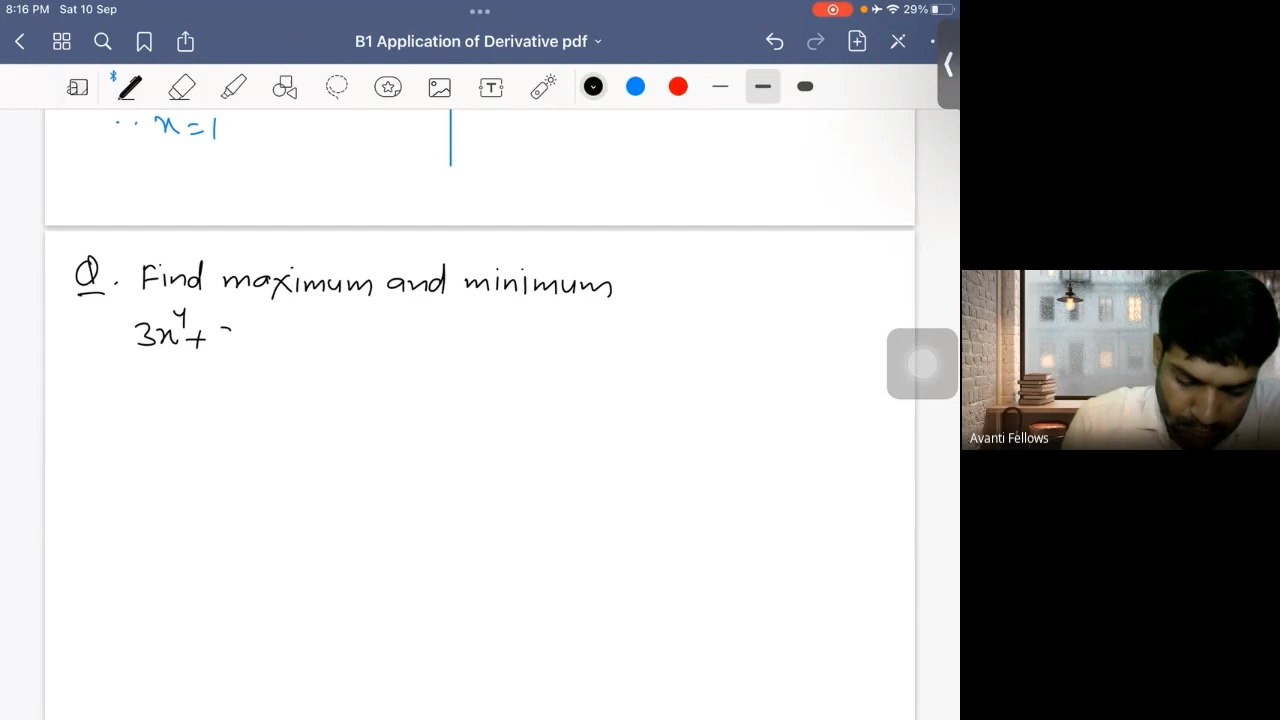 8:16 PM Sat 10 Sep
29%
B1 Application of Derivative pdf
T
∵ x = 1
Q. Find maximum and minimum
3x⁴ +
Avanti Fellows